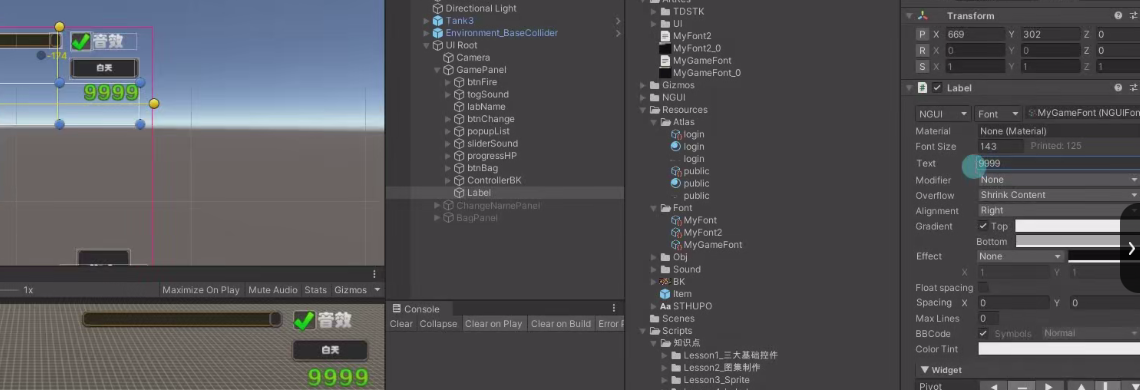 音效
-174
白天
9999
1x
Maximize On Play
Mute Audio
Stats
Gizmos
音效
白天
9999
Directional Light
Tank3
Environment_BaseCollider
UI Root
Camera
GamePanel
btnFire
togSound
labName
btnChange
popupList
sliderSound
progressHP
btnBag
ControllerBK
Label
ChangeNamePanel
BagPanel
Console
Clear
Collapse
Clear on Play
Clear on Build
Error P
TDSTK
UI
MyFont2
MyFont2_0
MyGameFont
MyGameFont_0
Gizmos
NGUI
Resources
Atlas
login
login
login
public
public
public
Font
MyFont
MyFont2
MyGameFont
Obj
Sound
BK
Item
STHUPO
Scenes
Scripts
知识点
Lesson1_三大基础控件
Lesson2_图集制作
Lesson3_Sprite
Transform
P X 669 Y 302 Z 0
R X 0 Y 0 Z 0
S X 1 Y 1 Z 1
Label
NGUI Font MyGameFont (NGUIFon
Material None (Material)
Font Size 143 Printed: 125
Text 9999
Modifier None
Overflow Shrink Content
Alignment Right
Gradient Top
Bottom
Effect None
X 1 Y 1
Float spacing
Spacing X 0 Y 0
Max Lines 0
BBCode Symbols Normal
Color Tint
Widget
Pivot